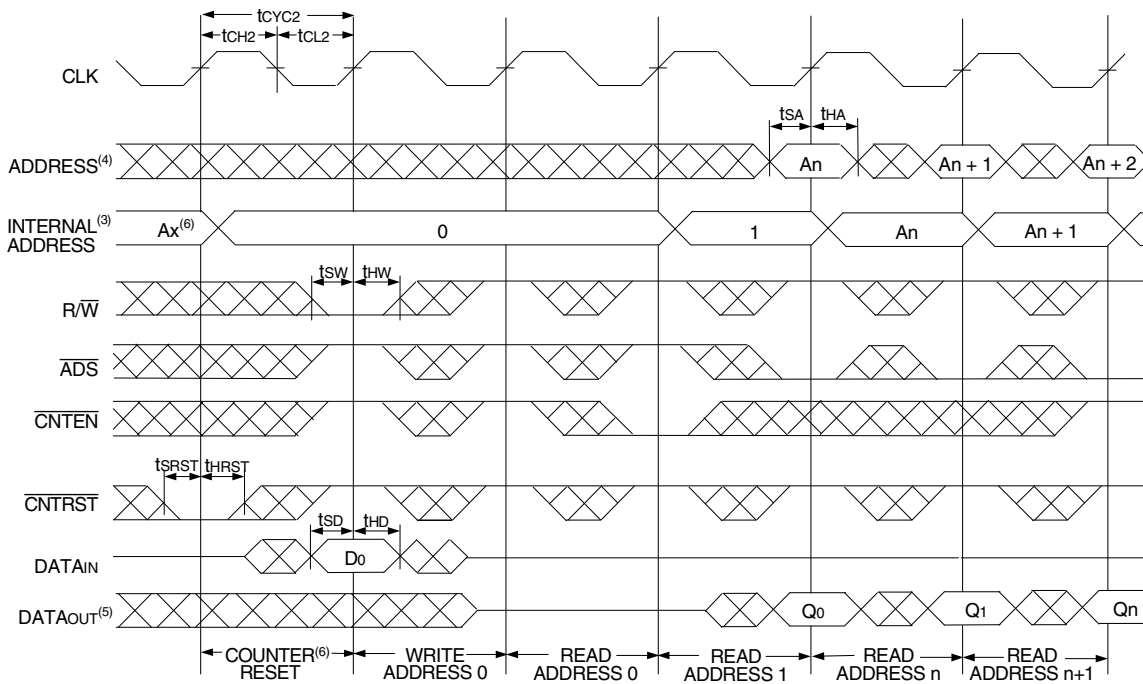 tCYC2
tCH2 tCL2
CLK
tSA tHA
ADDRESS(4) An An + 1 An + 2
INTERNAL(3) ADDRESS Ax(6) 0 1 An An + 1
tSW tHW
R/W
ADS
CNTEN
tSRST tHRST
CNTRST
tSD tHD
D0
DATAIN
DATAOUT(5) Q0 Q1 Qn
COUNTER(6) RESET
WRITE ADDRESS 0
READ ADDRESS 0
READ ADDRESS 1
READ ADDRESS n
READ ADDRESS n+1